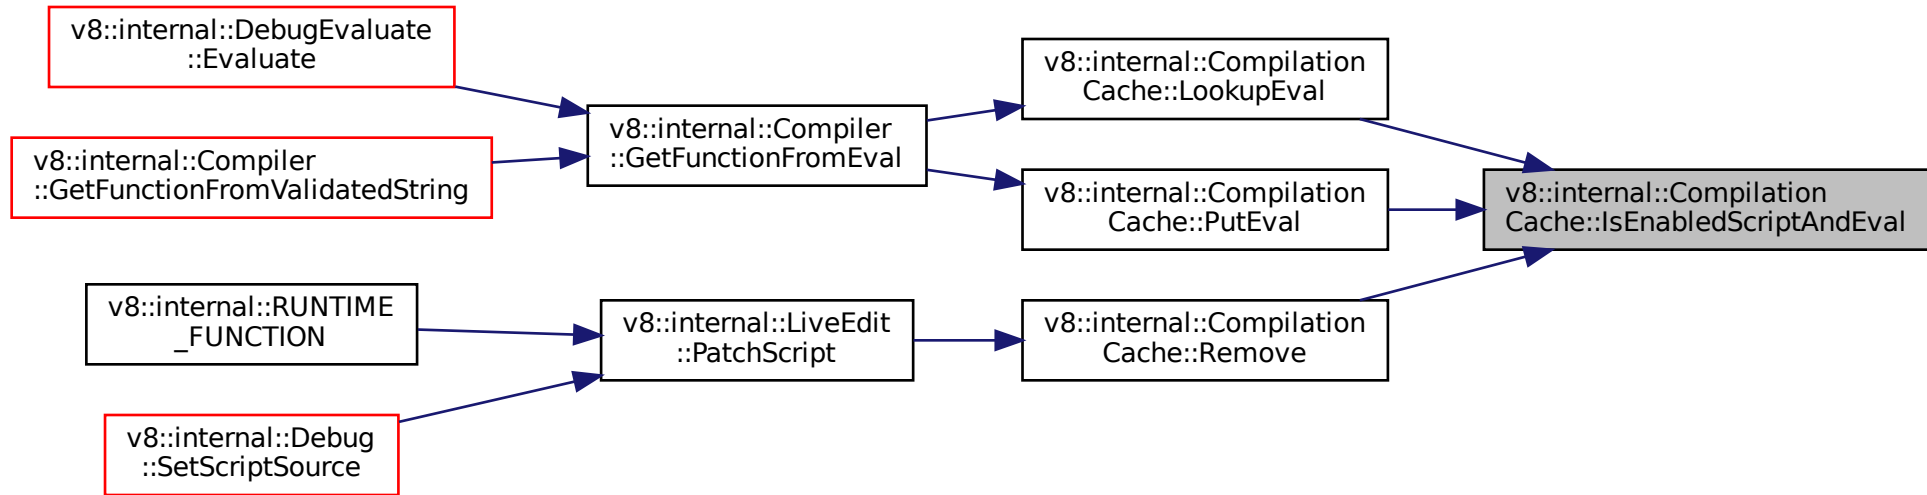 v8::internal::DebugEvaluate
::Evaluate
v8::internal::Compiler
::GetFunctionFromValidatedString
v8::internal::Compiler
::GetFunctionFromEval
v8::internal::Compilation
Cache::LookupEval
v8::internal::Compilation
Cache::PutEval
v8::internal::Compilation
Cache::IsEnabledScriptAndEval
v8::internal::RUNTIME
_FUNCTION
v8::internal::LiveEdit
::PatchScript
v8::internal::Compilation
Cache::Remove
v8::internal::Debug
::SetScriptSource